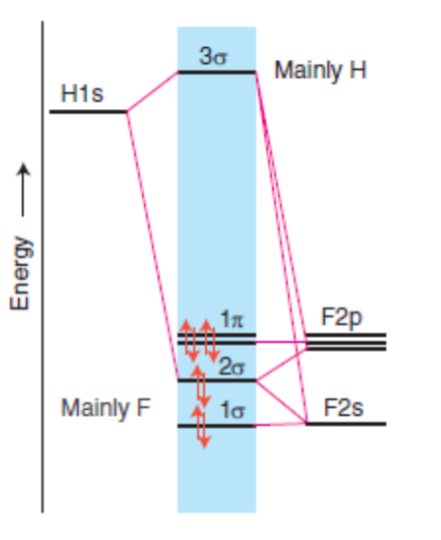 3σ
Mainly H
H1s
Energy
1π
F2p
2σ
Mainly F
1σ
F2s